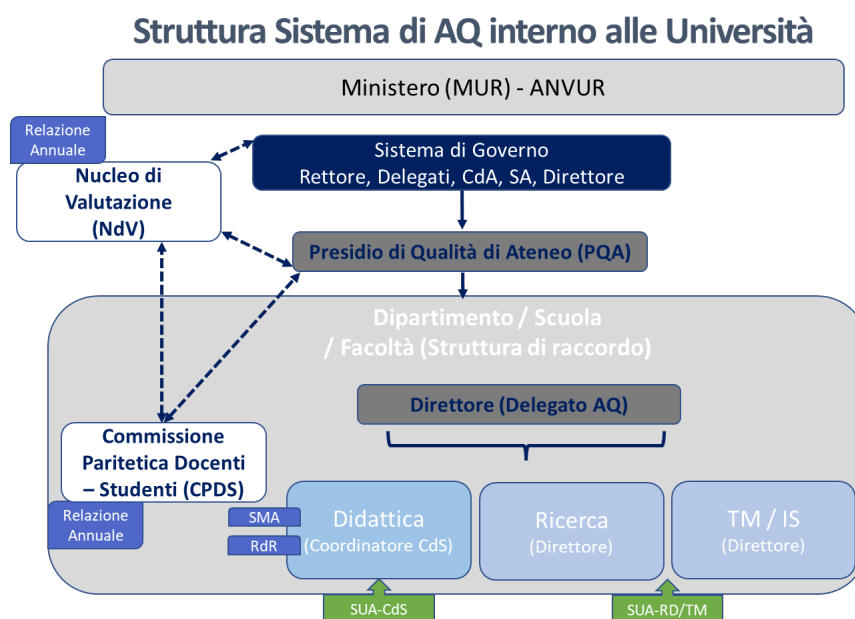 Struttura Sistema di AQ interno alle Università
Ministero (MUR) - ANVUR
Relazione
Annuale
Nucleo di
Valutazione
(NdV)
Sistema di Governo
Rettore, Delegati, CdA, SA, Direttore
Presidio di Qualità di Ateneo (PQA)
Dipartimento / Scuola
/ Facoltà (Struttura di raccordo)
Direttore (Delegato AQ)
Commissione
Paritetica Docenti
– Studenti (CPDS)
Relazione
Annuale
SMA
RdR
Didattica
(Coordinatore CdS)
Ricerca
(Direttore)
TM / IS
(Direttore)
SUA-CdS
SUA-RD/TM